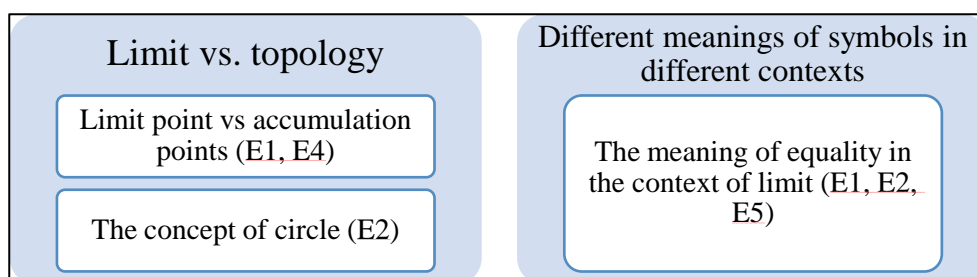 Limit vs. topology
Limit point vs accumulation
points (E1, E4)
The concept of circle (E2)
Different meanings of symbols in
different contexts
The meaning of equality in
the context of limit (E1, E2,
E5)